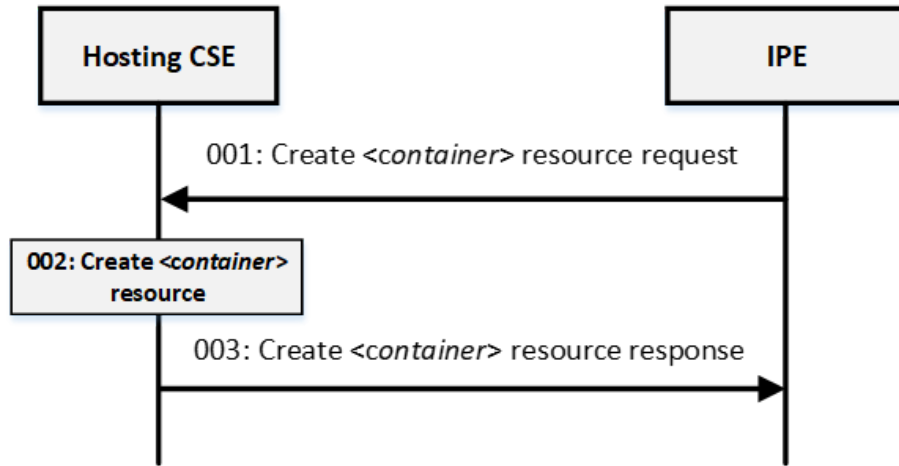 Hosting CSE
IPE
001: Create <container> resource request
002: Create <container>
resource
003: Create <container> resource response